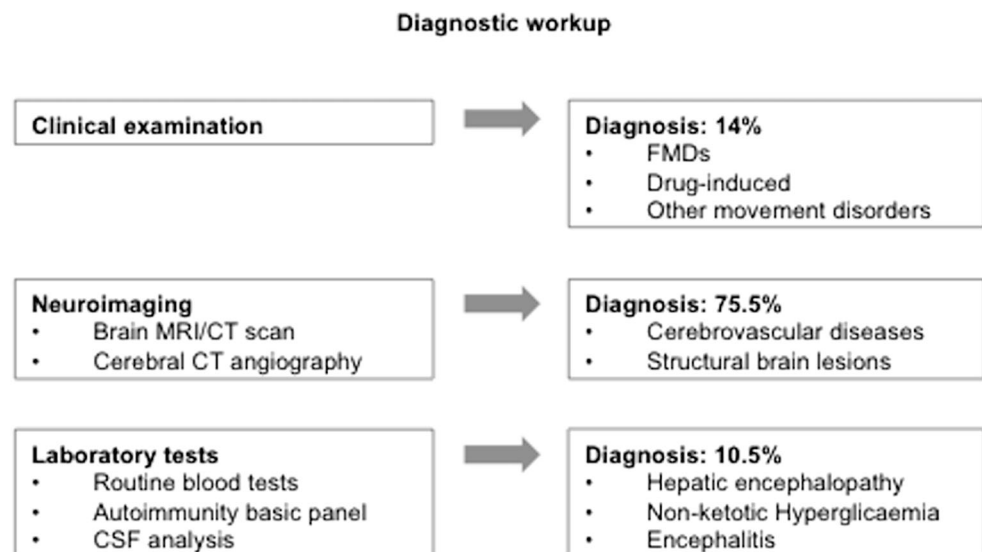 Diagnostic workup
Clinical examination
Diagnosis: 14%
• FMDs
• Drug-induced
• Other movement disorders
Neuroimaging
• Brain MRI/CT scan
• Cerebral CT angiography
Diagnosis: 75.5%
• Cerebrovascular diseases
• Structural brain lesions
Laboratory tests
• Routine blood tests
• Autoimmunity basic panel
• CSF analysis
Diagnosis: 10.5%
• Hepatic encephalopathy
• Non-ketotic Hyperglicaemia
• Encephalitis